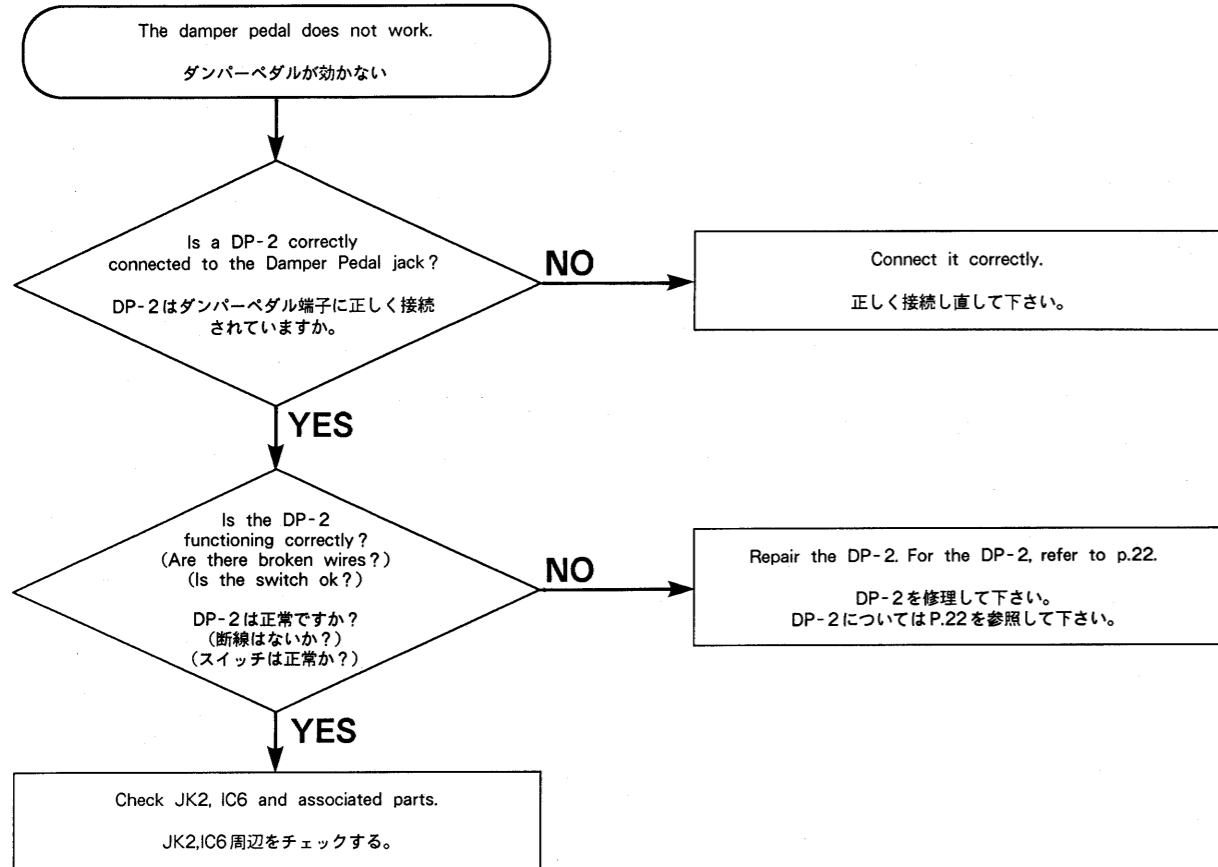 The damper pedal does not work.
ダンパーペダルが効かない
Is a DP-2 correctly
connected to the Damper Pedal jack?
DP-2はダンパーペダル端子に正しく接続
されていますか。
NO
Connect it correctly.
正しく接続し直して下さい。
YES
Is the DP-2
functioning correctly?
(Are there broken wires?)
(Is the switch ok?)
DP-2は正常ですか?
(断線はないか?)
(スイッチは正常か?)
NO
Repair the DP-2. For the DP-2, refer to p.22.
DP-2を修理して下さい。
DP-2についてはP.22を参照して下さい。
YES
Check JK2, IC6 and associated parts.
JK2,IC6周辺をチェックする。